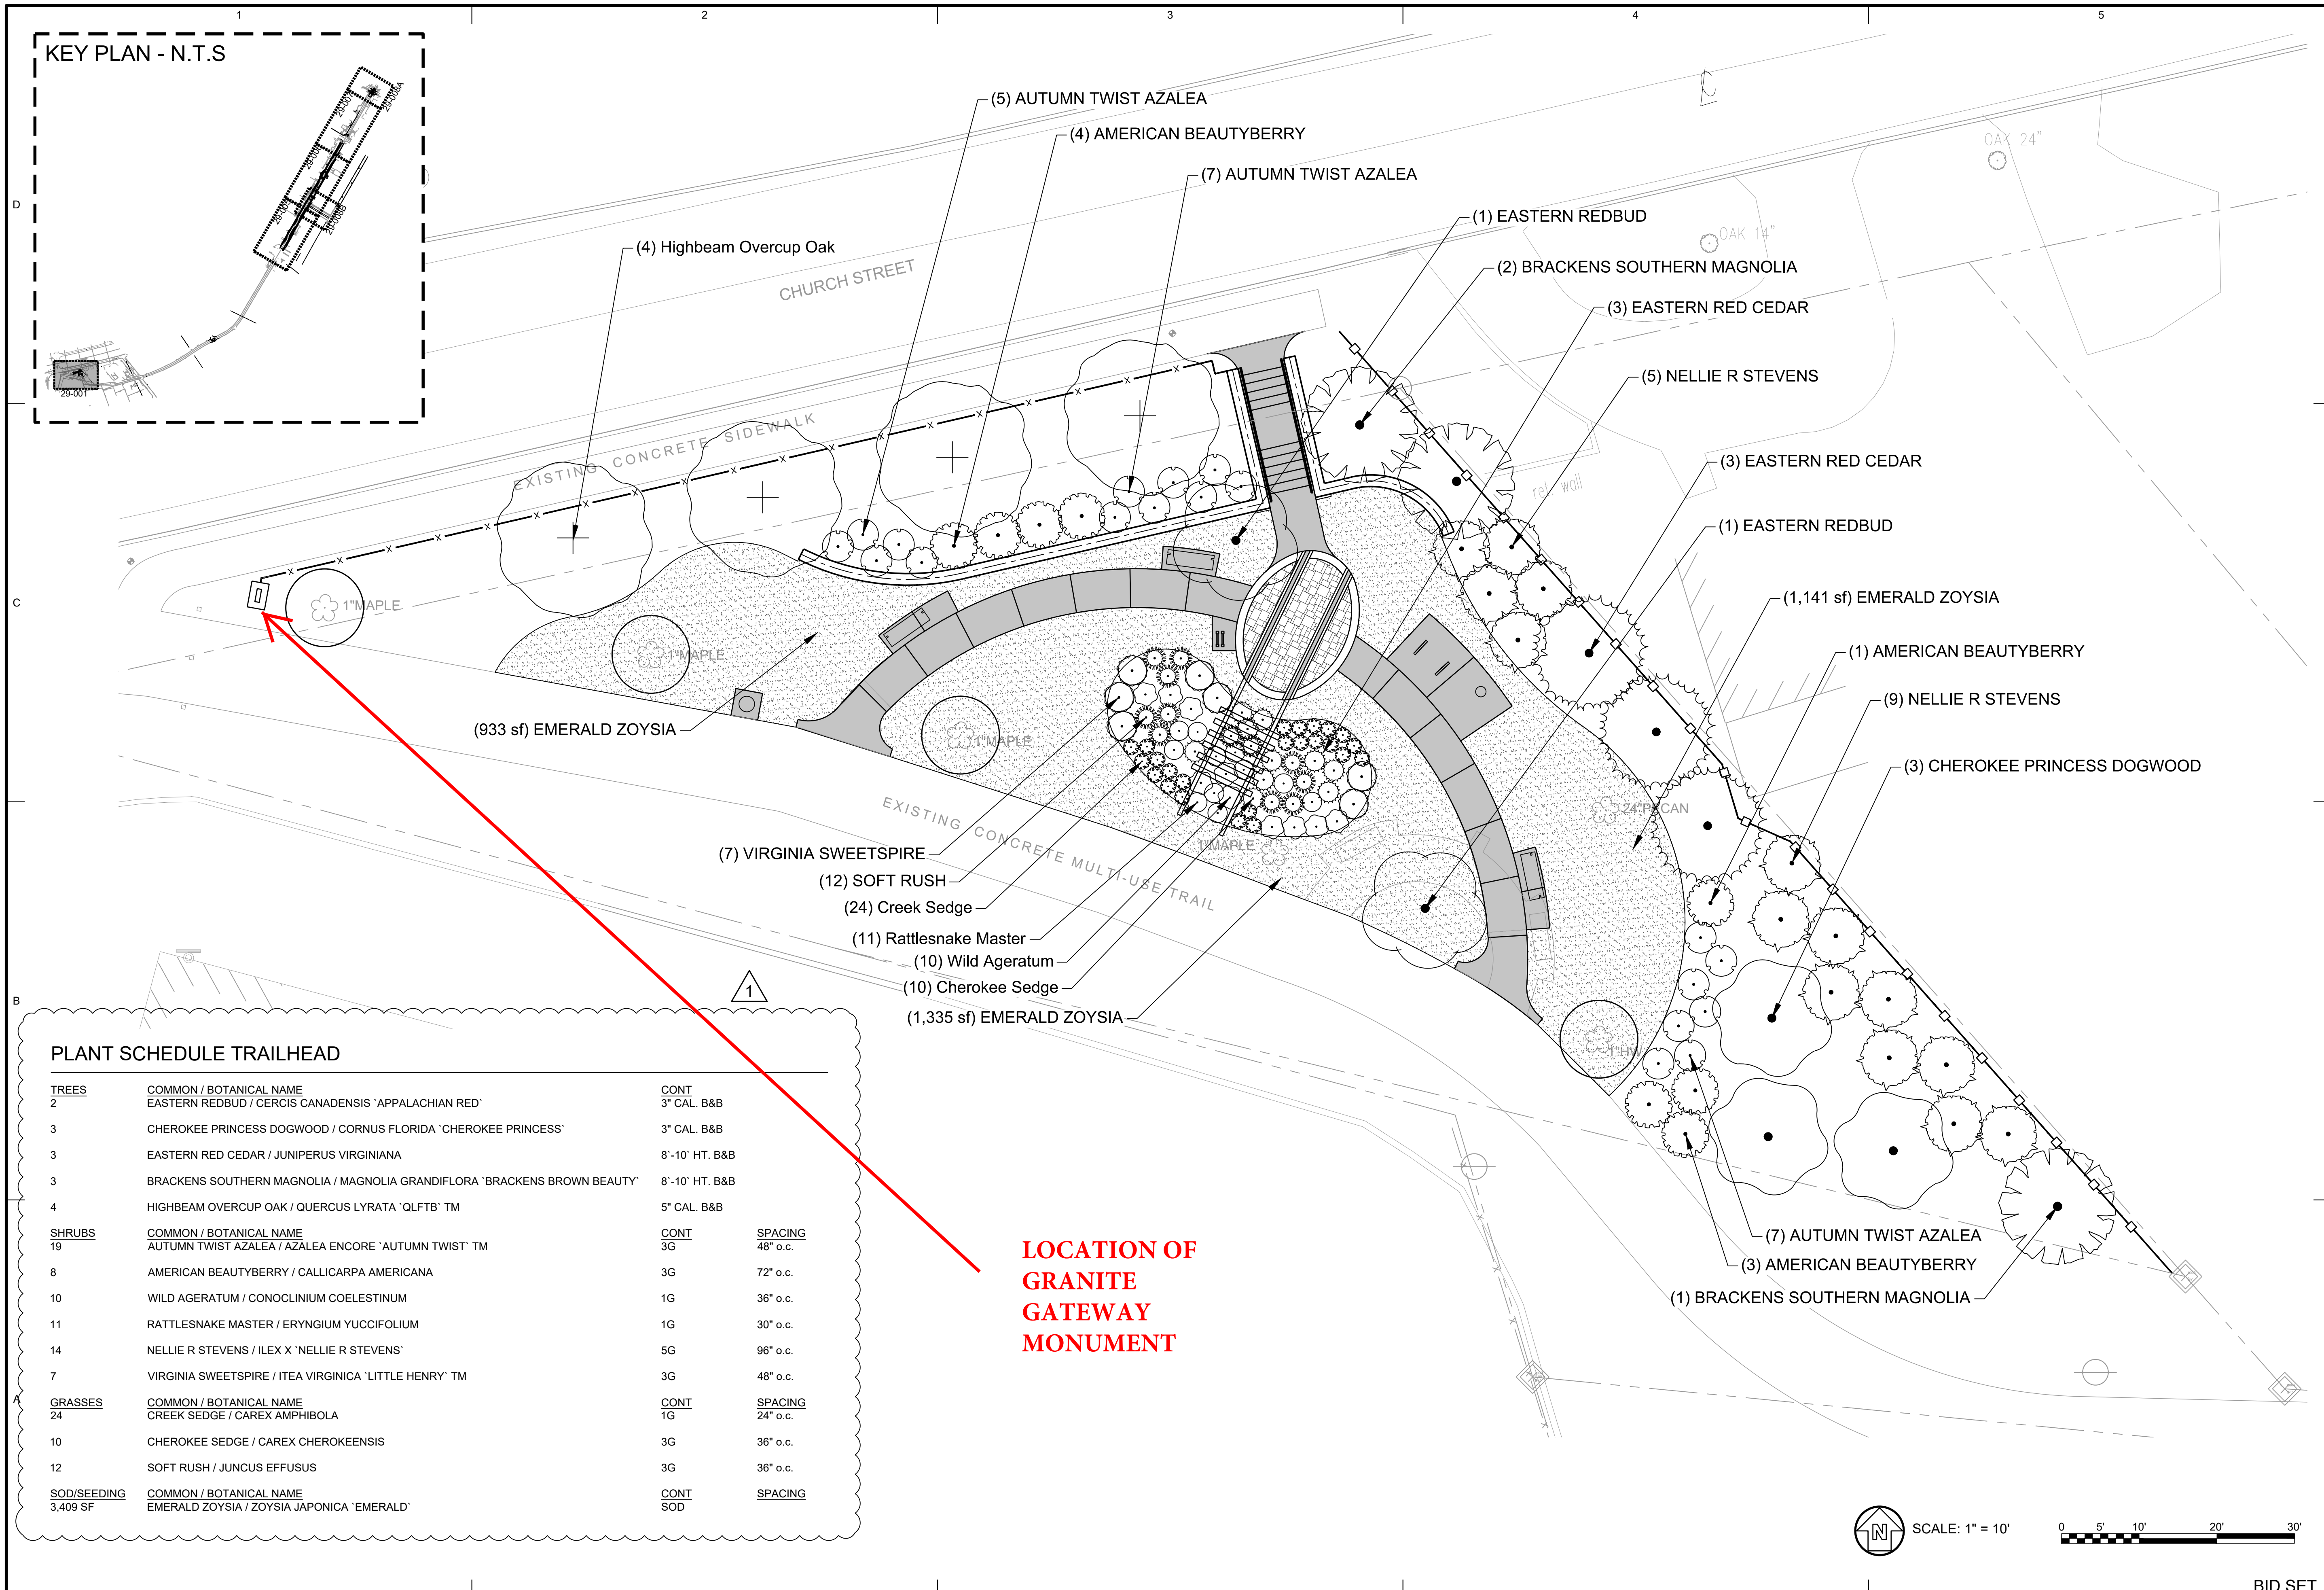 1
2
3
4
5
D
C
B
A
KEY PLAN - N.T.S
29-001
29-008A
29-008B
(5) AUTUMN TWIST AZALEA
(4) AMERICAN BEAUTYBERRY
(7) AUTUMN TWIST AZALEA
(1) EASTERN REDBUD
(4) Highbeam Overcup Oak
(2) BRACKENS SOUTHERN MAGNOLIA
(3) EASTERN RED CEDAR
(5) NELLIE R STEVENS
(3) EASTERN RED CEDAR
(1) EASTERN REDBUD
(1,141 sf) EMERALD ZOYSIA
(1) AMERICAN BEAUTYBERRY
(9) NELLIE R STEVENS
(3) CHEROKEE PRINCESS DOGWOOD
OAK 24"
OAK 14"
CHURCH STREET
EXISTING CONCRETE SIDEWALK
ret. wall
1"MAPLE
1"MAPLE
1"MAPLE
1"MAPLE
24"PECAN
(933 sf) EMERALD ZOYSIA
EXISTING CONCRETE MULTI-USE TRAIL
(7) VIRGINIA SWEETSPIRE
(12) SOFT RUSH
(24) Creek Sedge
(11) Rattlesnake Master
(10) Wild Ageratum
(10) Cherokee Sedge
(1,335 sf) EMERALD ZOYSIA
(7) AUTUMN TWIST AZALEA
(3) AMERICAN BEAUTYBERRY
(1) BRACKENS SOUTHERN MAGNOLIA
LOCATION OF
GRANITE
GATEWAY
MONUMENT
1
PLANT SCHEDULE TRAILHEAD
TREES COMMON / BOTANICAL NAME CONT
2 EASTERN REDBUD / CERCIS CANADENSIS `APPALACHIAN RED` 3" CAL. B&B
3 CHEROKEE PRINCESS DOGWOOD / CORNUS FLORIDA `CHEROKEE PRINCESS` 3" CAL. B&B
3 EASTERN RED CEDAR / JUNIPERUS VIRGINIANA 8`-10` HT. B&B
3 BRACKENS SOUTHERN MAGNOLIA / MAGNOLIA GRANDIFLORA `BRACKENS BROWN BEAUTY` 8`-10` HT. B&B
4 HIGHBEAM OVERCUP OAK / QUERCUS LYRATA `QLFTB` TM 5" CAL. B&B
SHRUBS COMMON / BOTANICAL NAME CONT SPACING
19 AUTUMN TWIST AZALEA / AZALEA ENCORE `AUTUMN TWIST` TM 3G 48" o.c.
8 AMERICAN BEAUTYBERRY / CALLICARPA AMERICANA 3G 72" o.c.
10 WILD AGERATUM / CONOCLINIUM COELESTINUM 1G 36" o.c.
11 RATTLESNAKE MASTER / ERYNGIUM YUCCIFOLIUM 1G 30" o.c.
14 NELLIE R STEVENS / ILEX X `NELLIE R STEVENS` 5G 96" o.c.
7 VIRGINIA SWEETSPIRE / ITEA VIRGINICA `LITTLE HENRY` TM 3G 48" o.c.
GRASSES COMMON / BOTANICAL NAME CONT SPACING
24 CREEK SEDGE / CAREX AMPHIBOLA 1G 24" o.c.
10 CHEROKEE SEDGE / CAREX CHEROKEENSIS 3G 36" o.c.
12 SOFT RUSH / JUNCUS EFFUSUS 3G 36" o.c.
SOD/SEEDING COMMON / BOTANICAL NAME CONT SPACING
3,409 SF EMERALD ZOYSIA / ZOYSIA JAPONICA `EMERALD` SOD
N
SCALE: 1" = 10'
0 5' 10' 20' 30'
BID SET